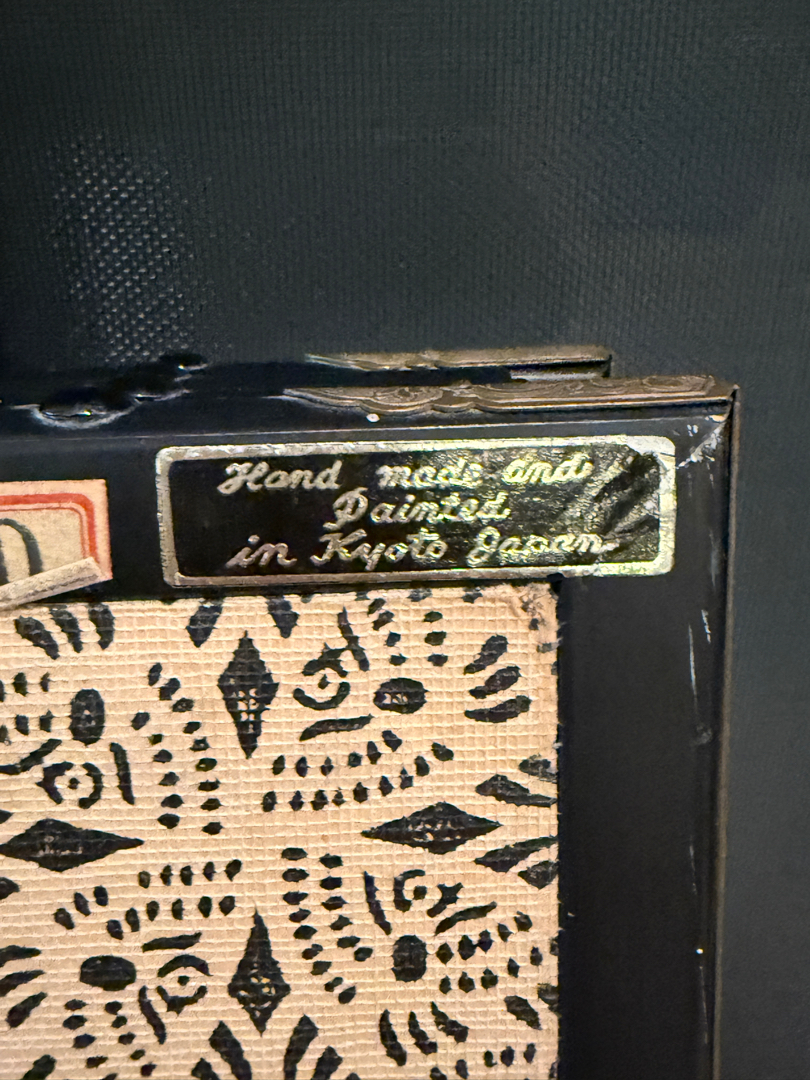 Hand made and
Painted
in Kyoto Japan